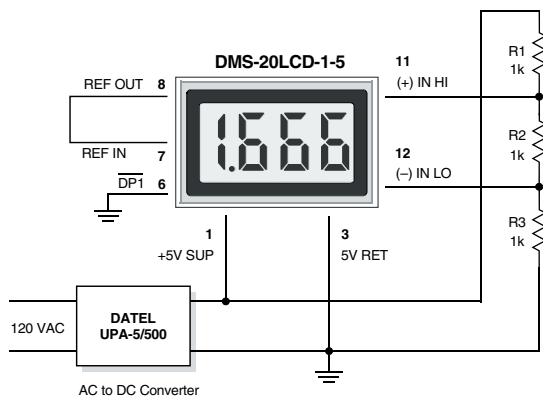 DMS-20LCD-1-5
REF OUT 8
REF IN 7
DP1 6
1.666
11
(+) IN HI
12
(–) IN LO
R1
1k
R2
1k
R3
1k
1
+5V SUP
3
5V RET
120 VAC
DATEL
UPA-5/500
AC to DC Converter